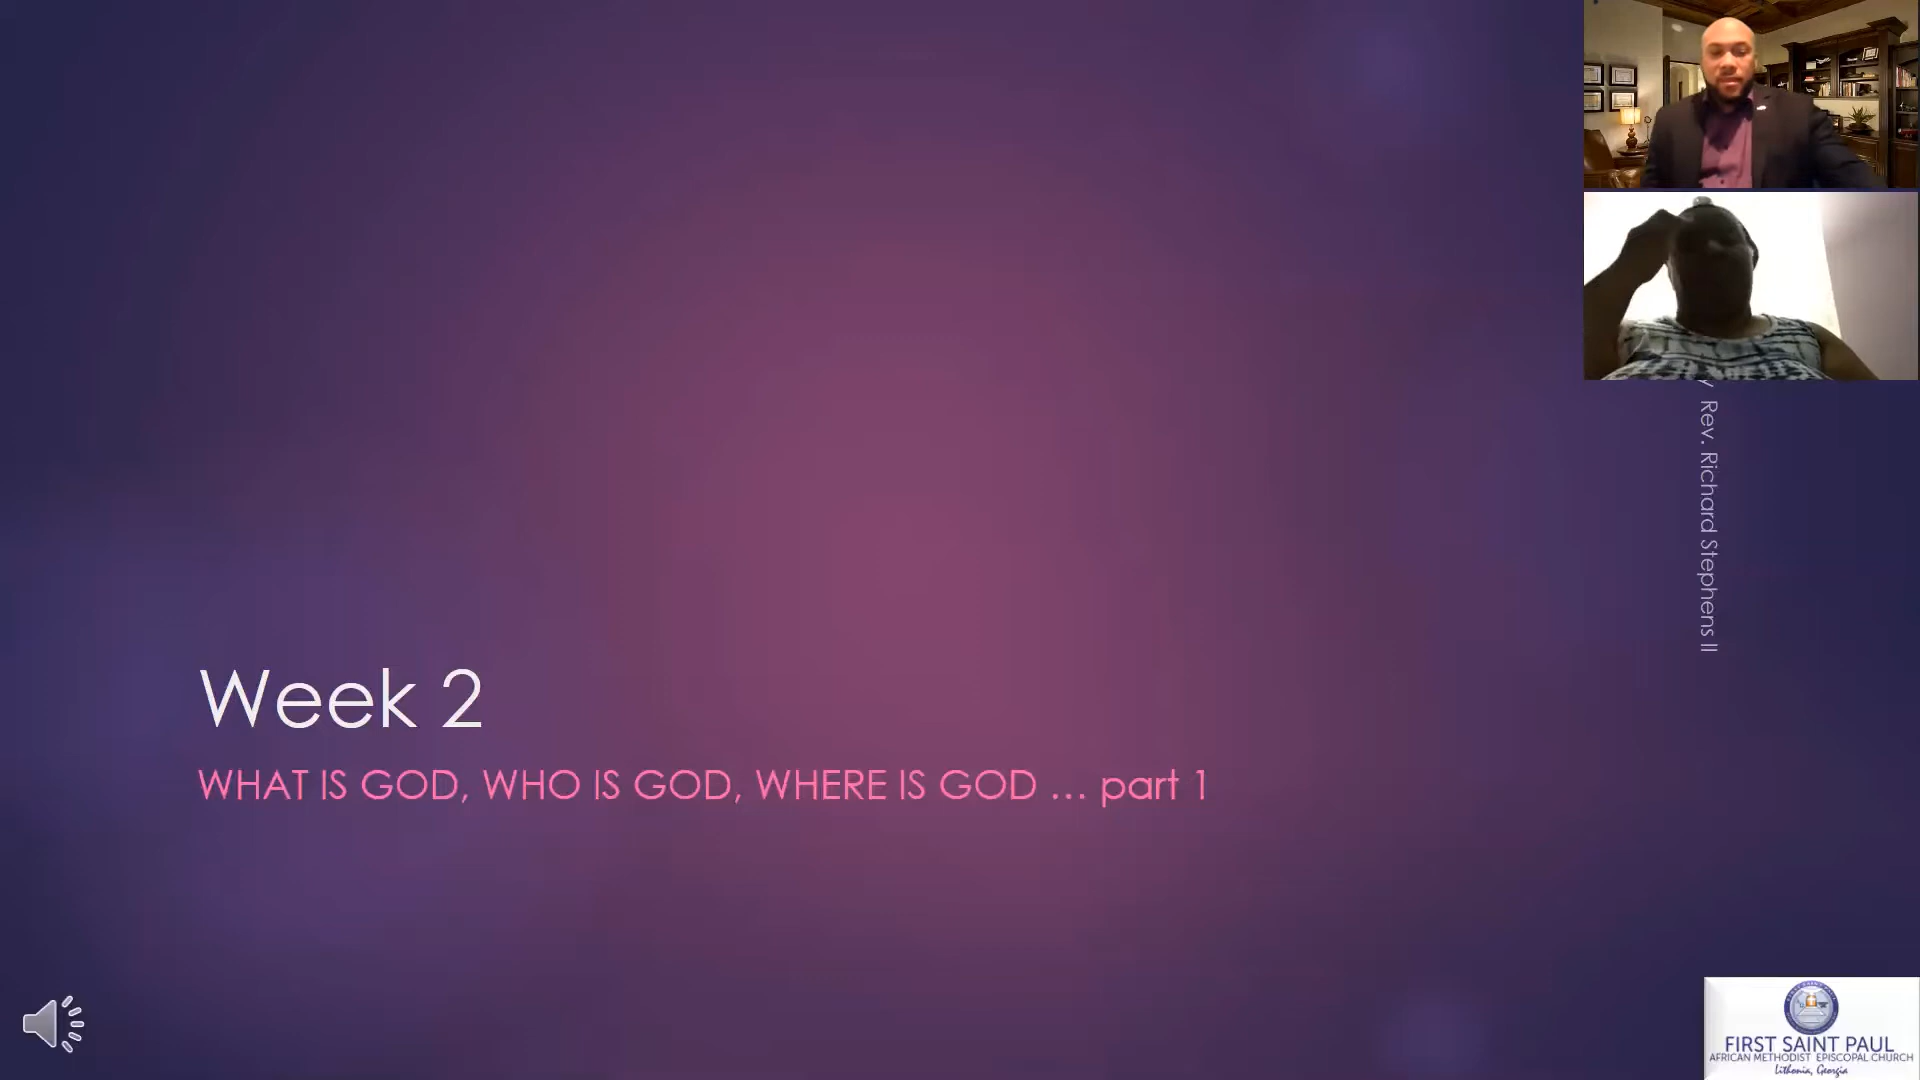 Rev. Richard Stephens II
Week 2
WHAT IS GOD, WHO IS GOD, WHERE IS GOD ... part 1
FIRST SAINT PAUL
AFRICAN METHODIST EPISCOPAL CHURCH
Lithonia, Georgia